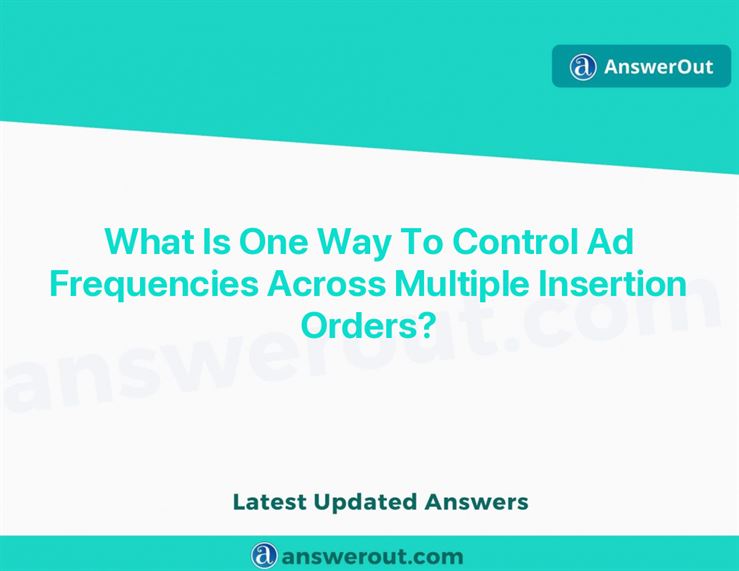 AnswerOut
What Is One Way To Control Ad
Frequencies Across Multiple Insertion
Orders?
answerout.com
Latest Updated Answers
answerout.com